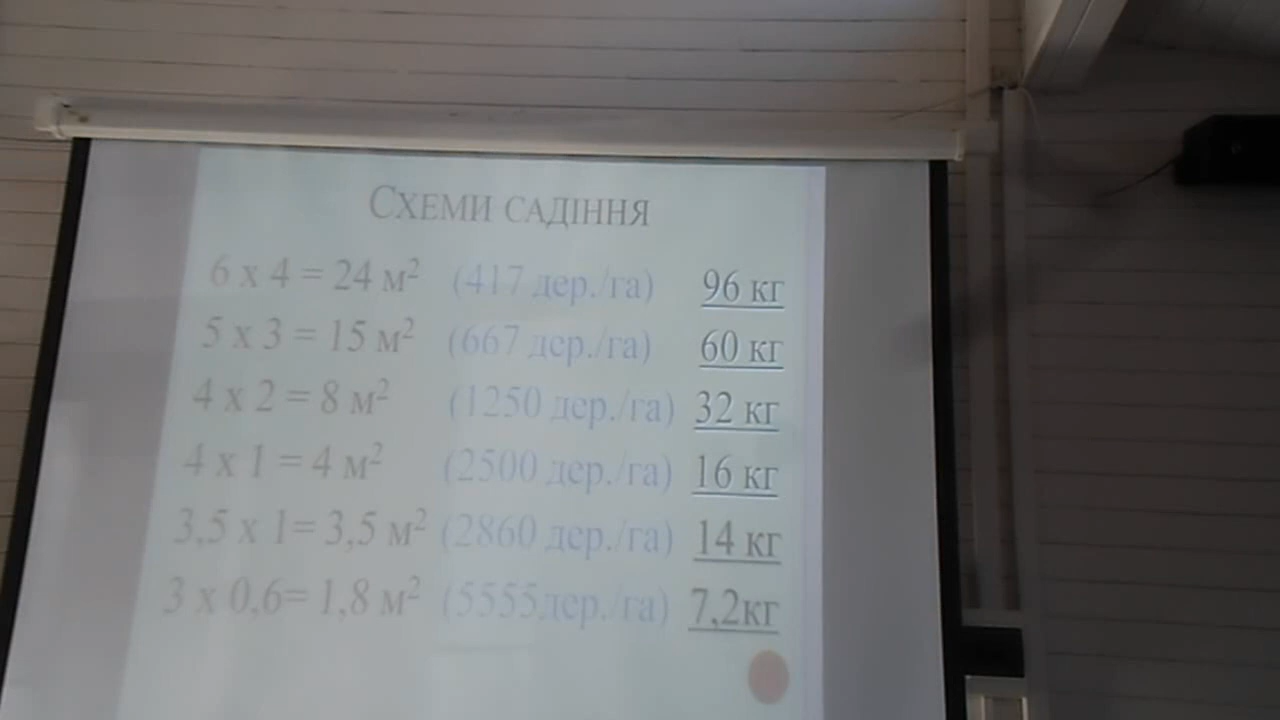 Схеми садіння
6 х 4 = 24 м² (417 дер./га) 96 кг
5 х 3 = 15 м² (667 дер./га) 60 кг
4 х 2 = 8 м² (1250 дер./га) 32 кг
4 х 1 = 4 м² (2500 дер./га) 16 кг
3,5 х 1= 3,5 м² (2860 дер./га) 14 кг
3 х 0,6= 1,8 м² (5555дер./га) 7,2кг